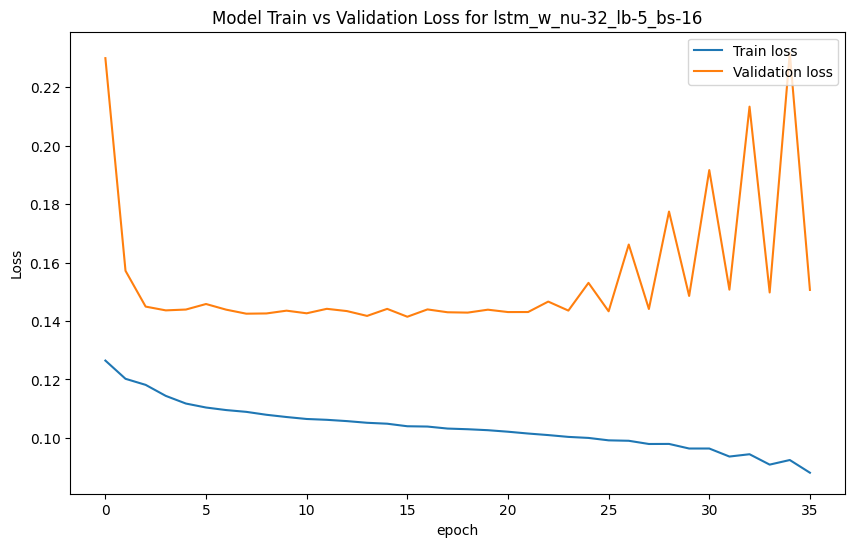 Model Train vs Validation Loss for lstm_w_nu-32_lb-5_bs-16
Train loss
Validation loss
Loss
0.22
0.20
0.18
0.16
0.14
0.12
0.10
0 5 10 15 20 25 30 35
epoch